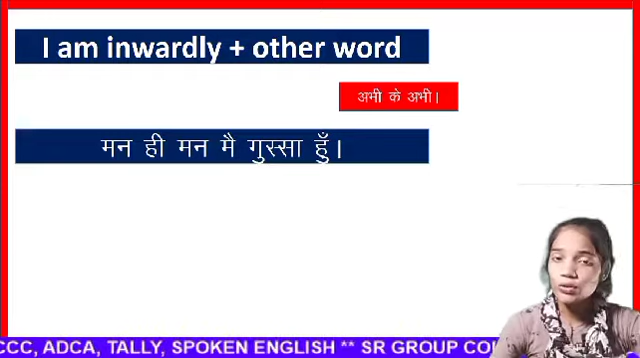 I am inwardly + other word
अभी के अभी।
मन ही मन मै गुस्सा हूँ।
CCC, ADCA, TALLY, SPOKEN ENGLISH ** SR GROUP CO